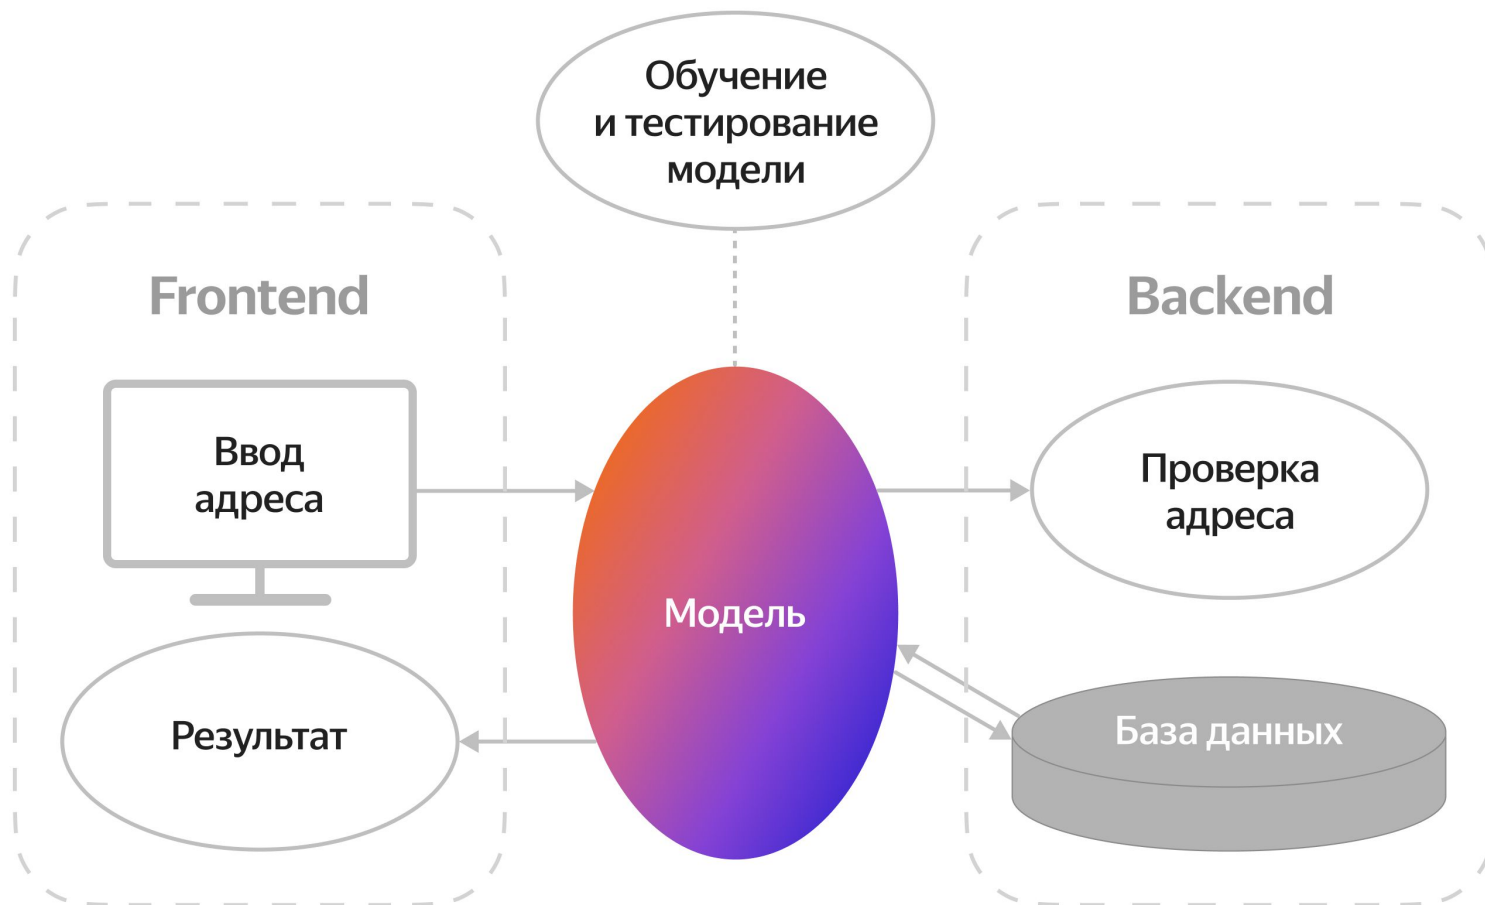 Обучение
и тестирование
модели
Frontend
Backend
Ввод
адреса
Проверка
адреса
Модель
Результат
База данных